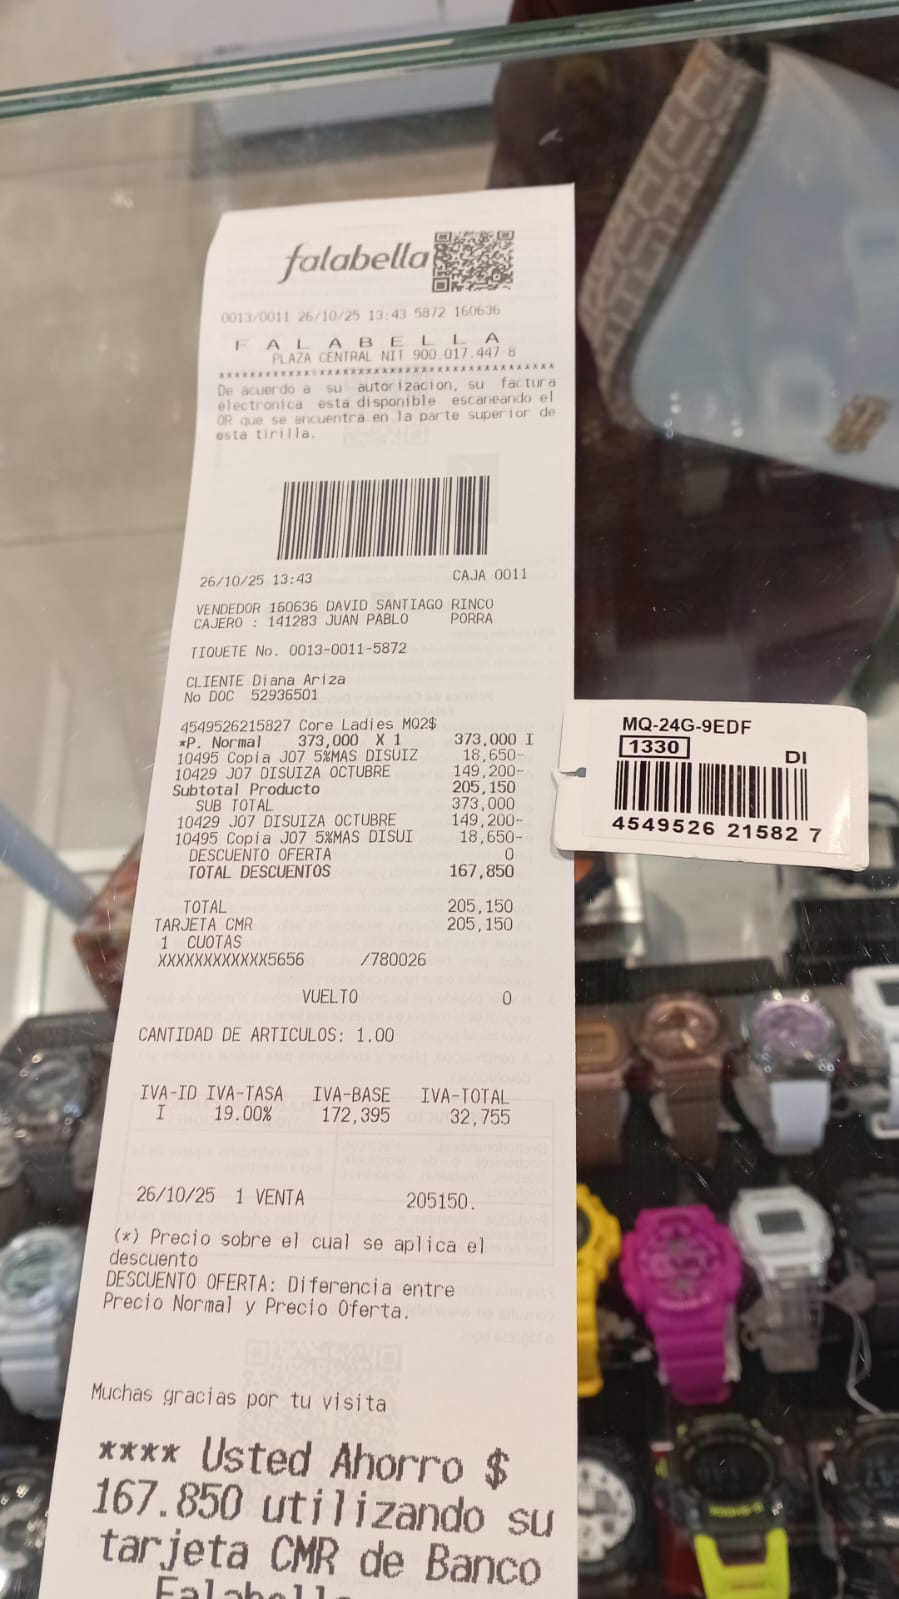 falabella
0013/0011 26/10/25 13:43 5872 160636
F A L A B E L L A
PLAZA CENTRAL NIT 900.017.447-8
De acuerdo a su autorizacion, su factura
electronica esta disponible escaneando el
QR que se encuentra en la parte superior de
esta tirilla.
26/10/25 13:43 CAJA 0011
VENDEDOR 160636 DAVID SANTIAGO RINCO
CAJERO : 141283 JUAN PABLO PORRA
TIQUETE No. 0013-0011-5872
CLIENTE Diana Ariza
No DOC 52936501
4549526215827 Core Ladies MQ2$
*P. Normal 373,000 X 1 373,000 I
10495 Copia J07 5%MAS DISUIZ 18,650-
10429 J07 DISUIZA OCTUBRE 149,200-
Subtotal Producto 205,150
SUB TOTAL 373,000
10429 J07 DISUIZA OCTUBRE 149,200-
10495 Copia J07 5%MAS DISUI 18,650-
DESCUENTO OFERTA 0
TOTAL DESCUENTOS 167,850
TOTAL 205,150
TARJETA CMR 205,150
1 CUOTAS
XXXXXXXXXXXX5656 /780026
VUELTO 0
CANTIDAD DE ARTICULOS: 1.00
IVA-ID IVA-TASA IVA-BASE IVA-TOTAL
I 19.00% 172,395 32,755
26/10/25 1 VENTA 205150.
(*) Precio sobre el cual se aplica el
descuento
DESCUENTO OFERTA: Diferencia entre
Precio Normal y Precio Oferta.
Muchas gracias por tu visita
**** Usted Ahorro $
167.850 utilizando su
tarjeta CMR de Banco
MQ-24G-9EDF
1330
DI
4549526 21582 7